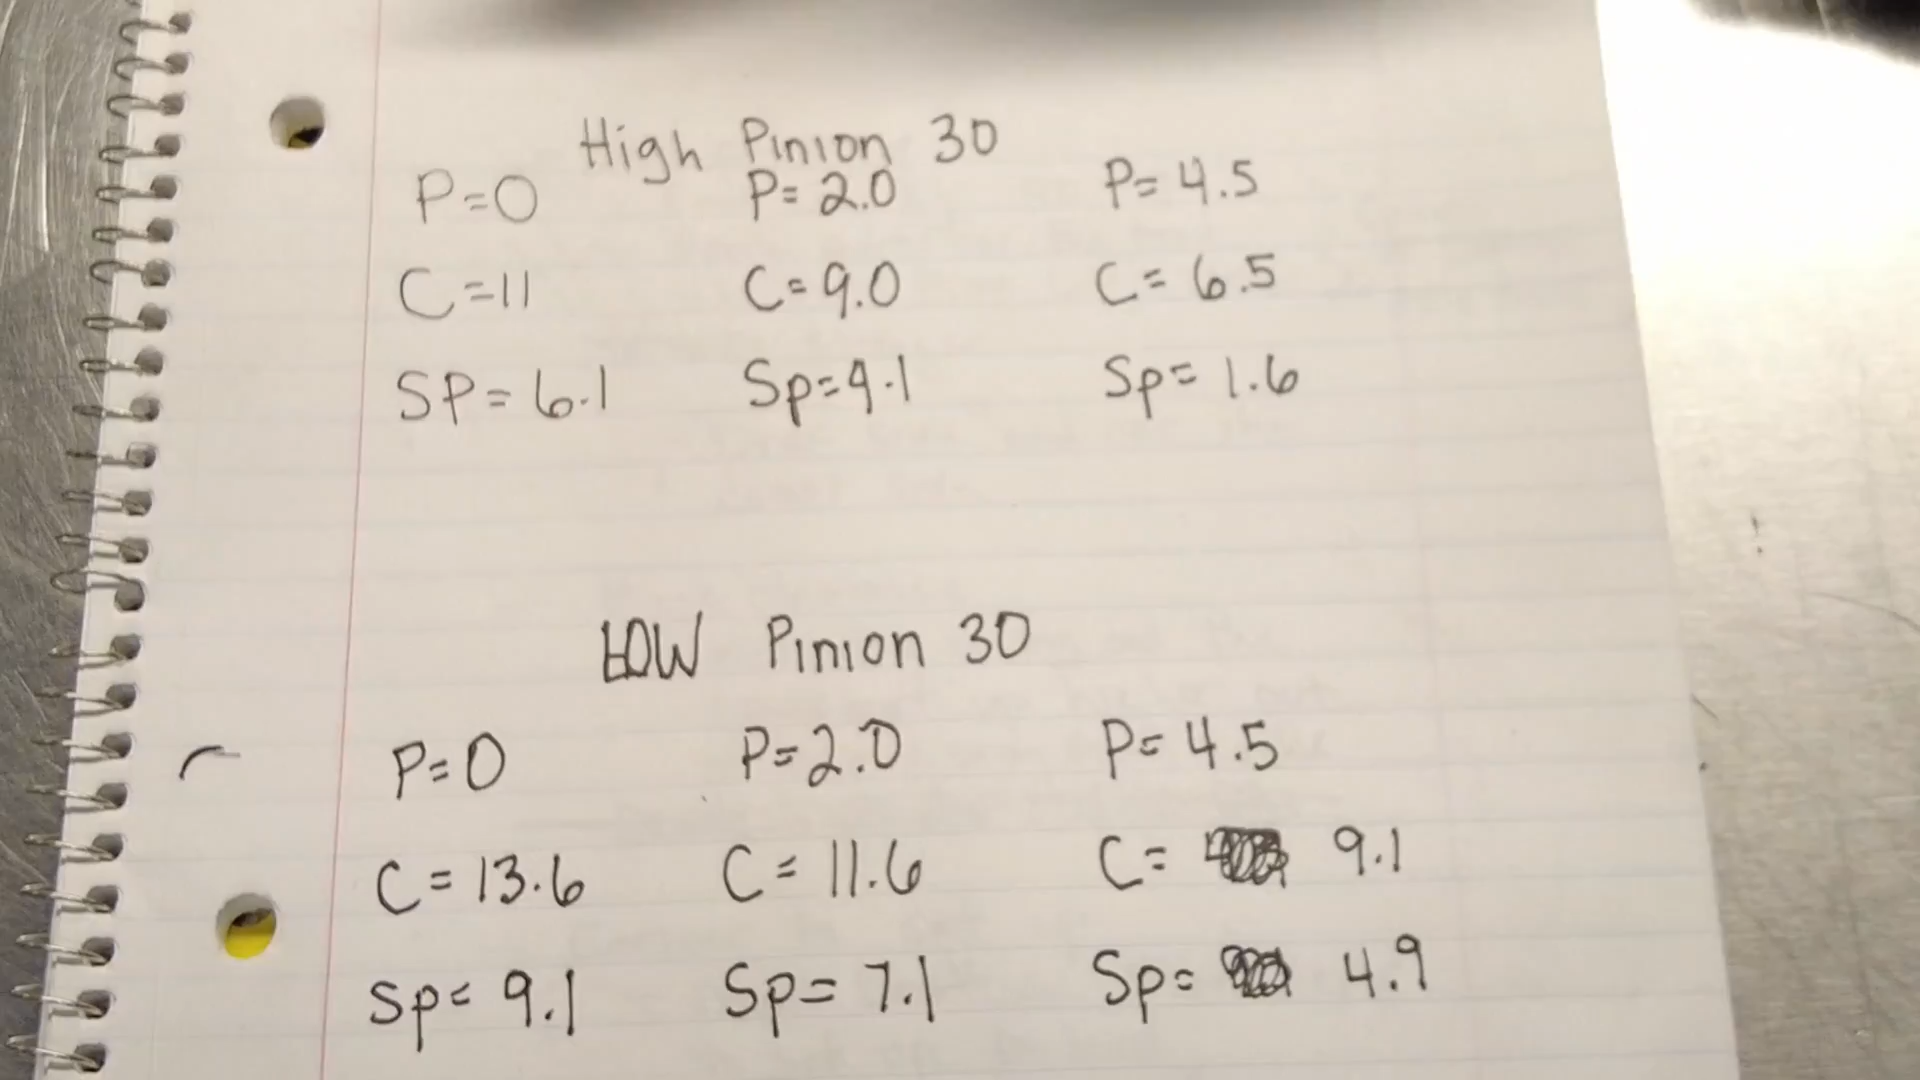 High Pinion 30
P=0 P=2.0 P=4.5
C=11 C=9.0 C=6.5
SP=6.1 Sp=4.1 Sp=1.6
LOW Pinion 30
P=0 P=2.0 P=4.5
C=13.6 C=11.6 C= 9.1
Sp=9.1 Sp=7.1 Sp= 4.9